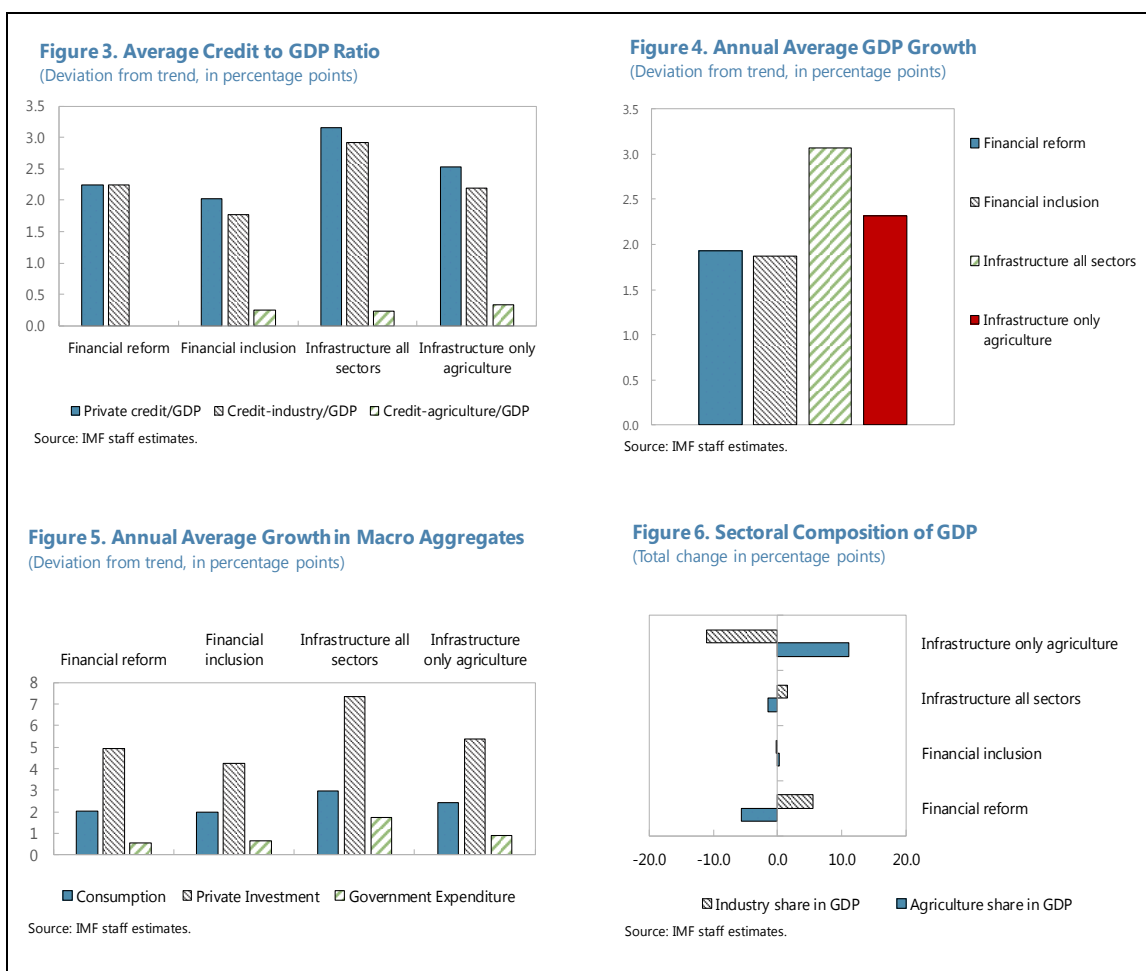 Figure 3. Average Credit to GDP Ratio
(Deviation from trend, in percentage points)
3.5
3.0
2.5
2.0
1.5
1.0
0.5
0.0
Financial reform
Financial inclusion
Infrastructure all
sectors
Infrastructure only
agriculture
Private credit/GDP
Credit-industry/GDP
Credit-agriculture/GDP
Source: IMF staff estimates.
Figure 4. Annual Average GDP Growth
(Deviation from trend, in percentage points)
3.5
3.0
2.5
2.0
1.5
1.0
0.5
0.0
Financial reform
Financial inclusion
Infrastructure all sectors
Infrastructure only
agriculture
Source: IMF staff estimates.
Figure 5. Annual Average Growth in Macro Aggregates
(Deviation from trend, in percentage points)
Financial reform
Financial
inclusion
Infrastructure all
sectors
Infrastructure
only agriculture
8
7
6
5
4
3
2
1
0
Consumption
Private Investment
Government Expenditure
Source: IMF staff estimates.
Figure 6. Sectoral Composition of GDP
(Total change in percentage points)
Infrastructure only agriculture
Infrastructure all sectors
Financial inclusion
Financial reform
-20.0 -10.0 0.0 10.0 20.0
Industry share in GDP
Agriculture share in GDP
Source: IMF staff estimates.